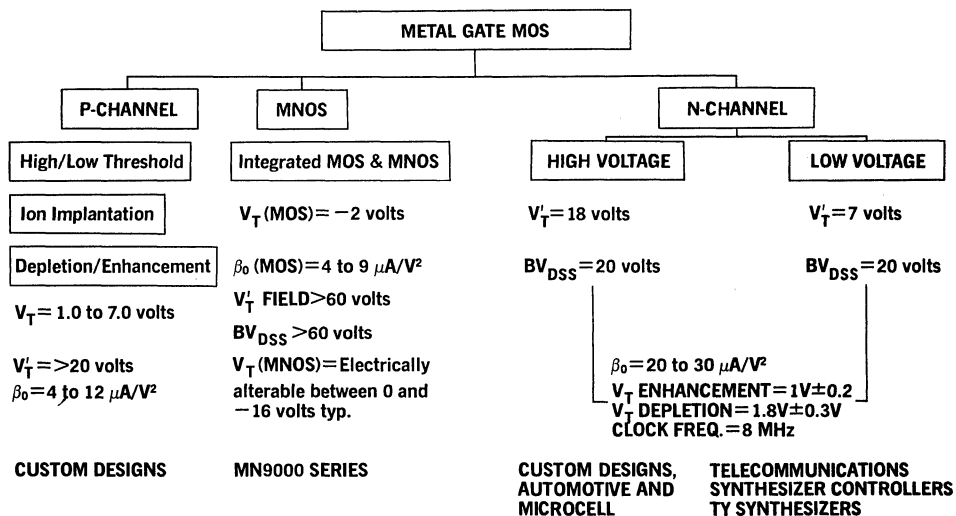 METAL GATE MOS
P-CHANNEL
MNOS
N-CHANNEL
High/Low Threshold
Integrated MOS & MNOS
HIGH VOLTAGE
LOW VOLTAGE
Ion Implantation
V_T (MOS)= −2 volts
V'_T=18 volts
V'_T=7 volts
Depletion/Enhancement
β₀ (MOS)=4 to 9 μA/V²
BV_DSS=20 volts
BV_DSS=20 volts
V_T= 1.0 to 7.0 volts
V'_T FIELD>60 volts
BV_DSS >60 volts
V'_T=>20 volts
β₀=4 to 12 μA/V²
V_T (MNOS)=Electrically
alterable between 0 and
−16 volts typ.
β₀=20 to 30 μA/V²
V_T ENHANCEMENT=1V±0.2
V_T DEPLETION=1.8V±0.3V
CLOCK FREQ.=8 MHz
CUSTOM DESIGNS
MN9000 SERIES
CUSTOM DESIGNS,
AUTOMOTIVE AND
MICROCELL
TELECOMMUNICATIONS
SYNTHESIZER CONTROLLERS
TY SYNTHESIZERS